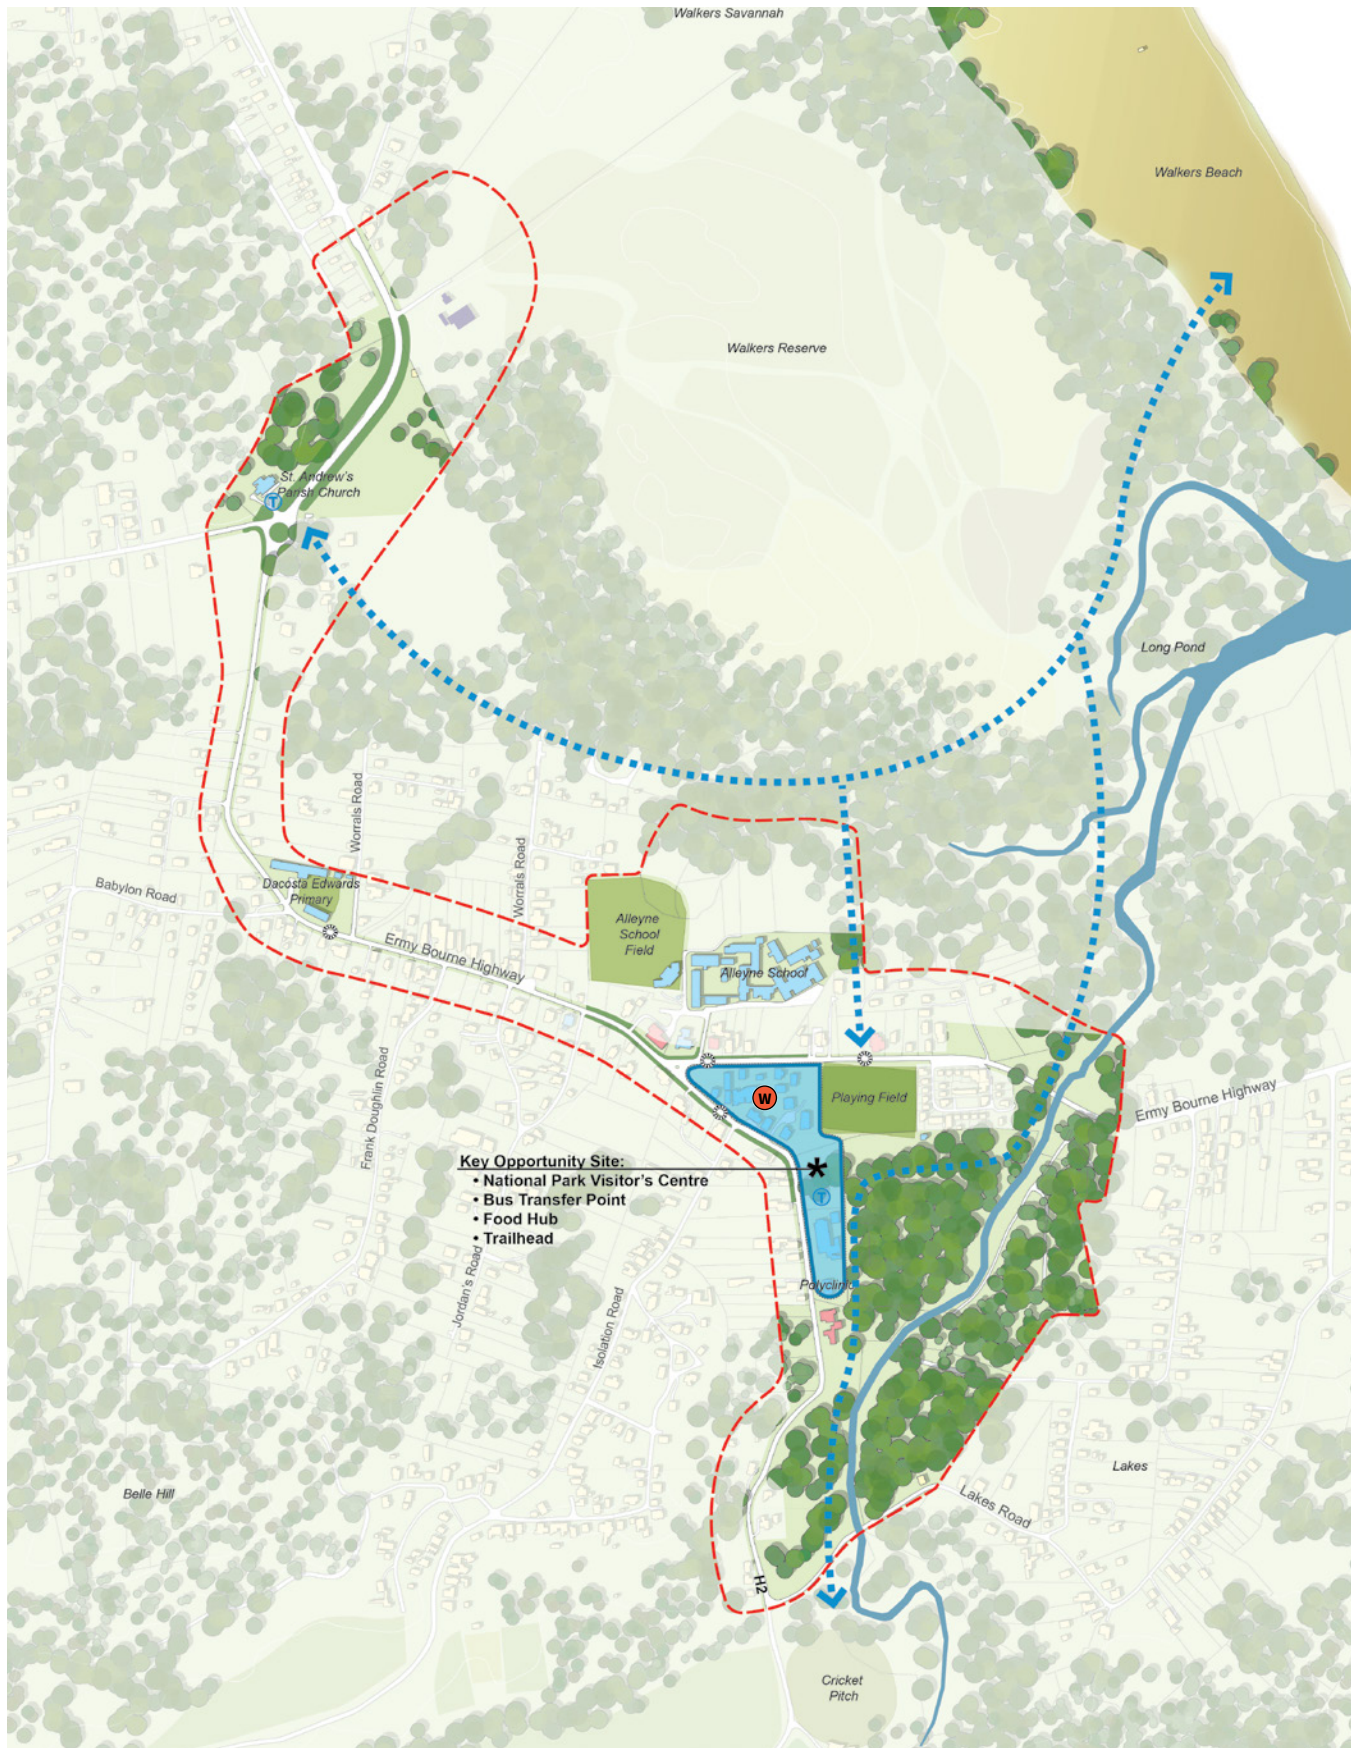 Walkers Savannah
Walkers Beach
Walkers Reserve
St. Andrew's
Parish Church
T
Long Pond
Worrals Road
Worrals Road
Babylon Road
Dacosta Edwards
Primary
Alleyne
School
Field
Ermy Bourne Highway
Alleyne School
Frank Doughlin Road
W
Playing Field
Ermy Bourne Highway
Key Opportunity Site:
*
• National Park Visitor's Centre
• Bus Transfer Point
T
• Food Hub
• Trailhead
Jordan's Road
Polyclinic
Isolation Road
Belle Hill
Lakes
Lakes Road
H2
Cricket
Pitch